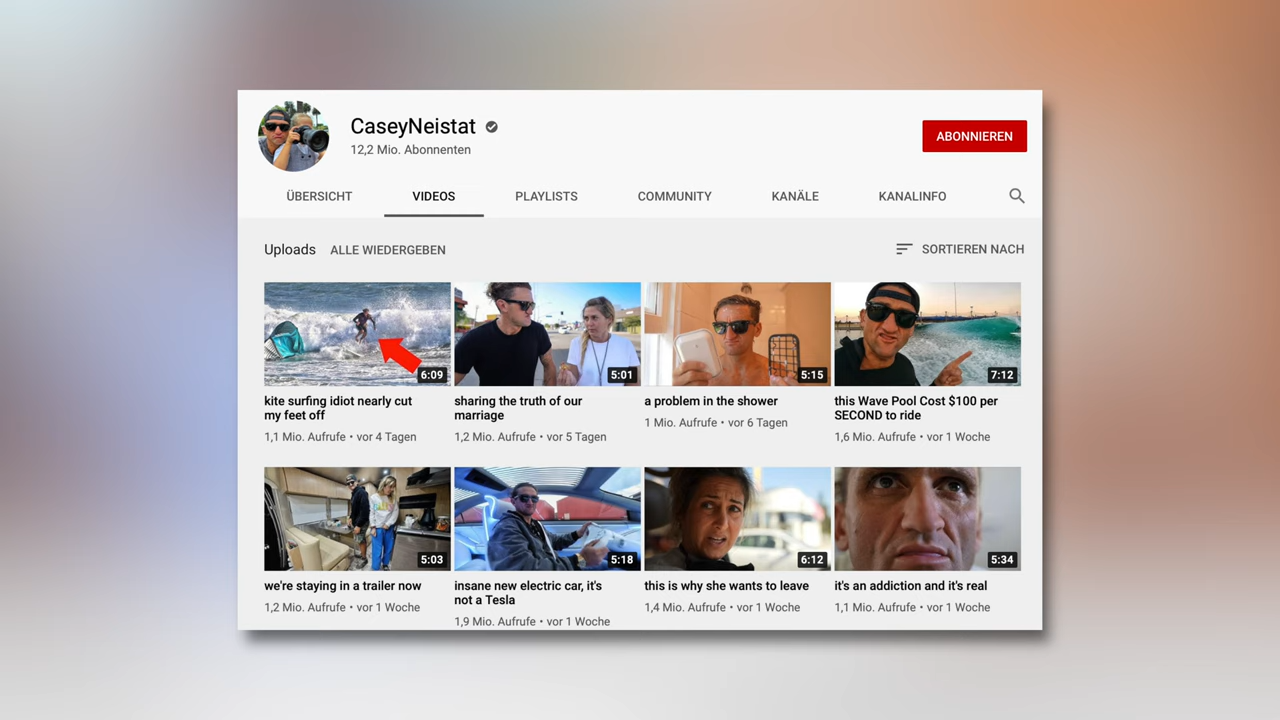 CaseyNeistat
12,2 Mio. Abonnenten
ABONNIEREN
ÜBERSICHT
VIDEOS
PLAYLISTS
COMMUNITY
KANÄLE
KANALINFO
Uploads
ALLE WIEDERGEBEN
SORTIEREN NACH
6:09
kite surfing idiot nearly cut
my feet off
1,1 Mio. Aufrufe • vor 4 Tagen
5:01
sharing the truth of our
marriage
1,2 Mio. Aufrufe • vor 5 Tagen
5:15
a problem in the shower
1 Mio. Aufrufe • vor 6 Tagen
7:12
this Wave Pool Cost $100 per
SECOND to ride
1,6 Mio. Aufrufe • vor 1 Woche
5:03
we're staying in a trailer now
1,2 Mio. Aufrufe • vor 1 Woche
5:18
insane new electric car, it's
not a Tesla
1,9 Mio. Aufrufe • vor 1 Woche
6:12
this is why she wants to leave
1,4 Mio. Aufrufe • vor 1 Woche
5:34
it's an addiction and it's real
1,1 Mio. Aufrufe • vor 1 Woche